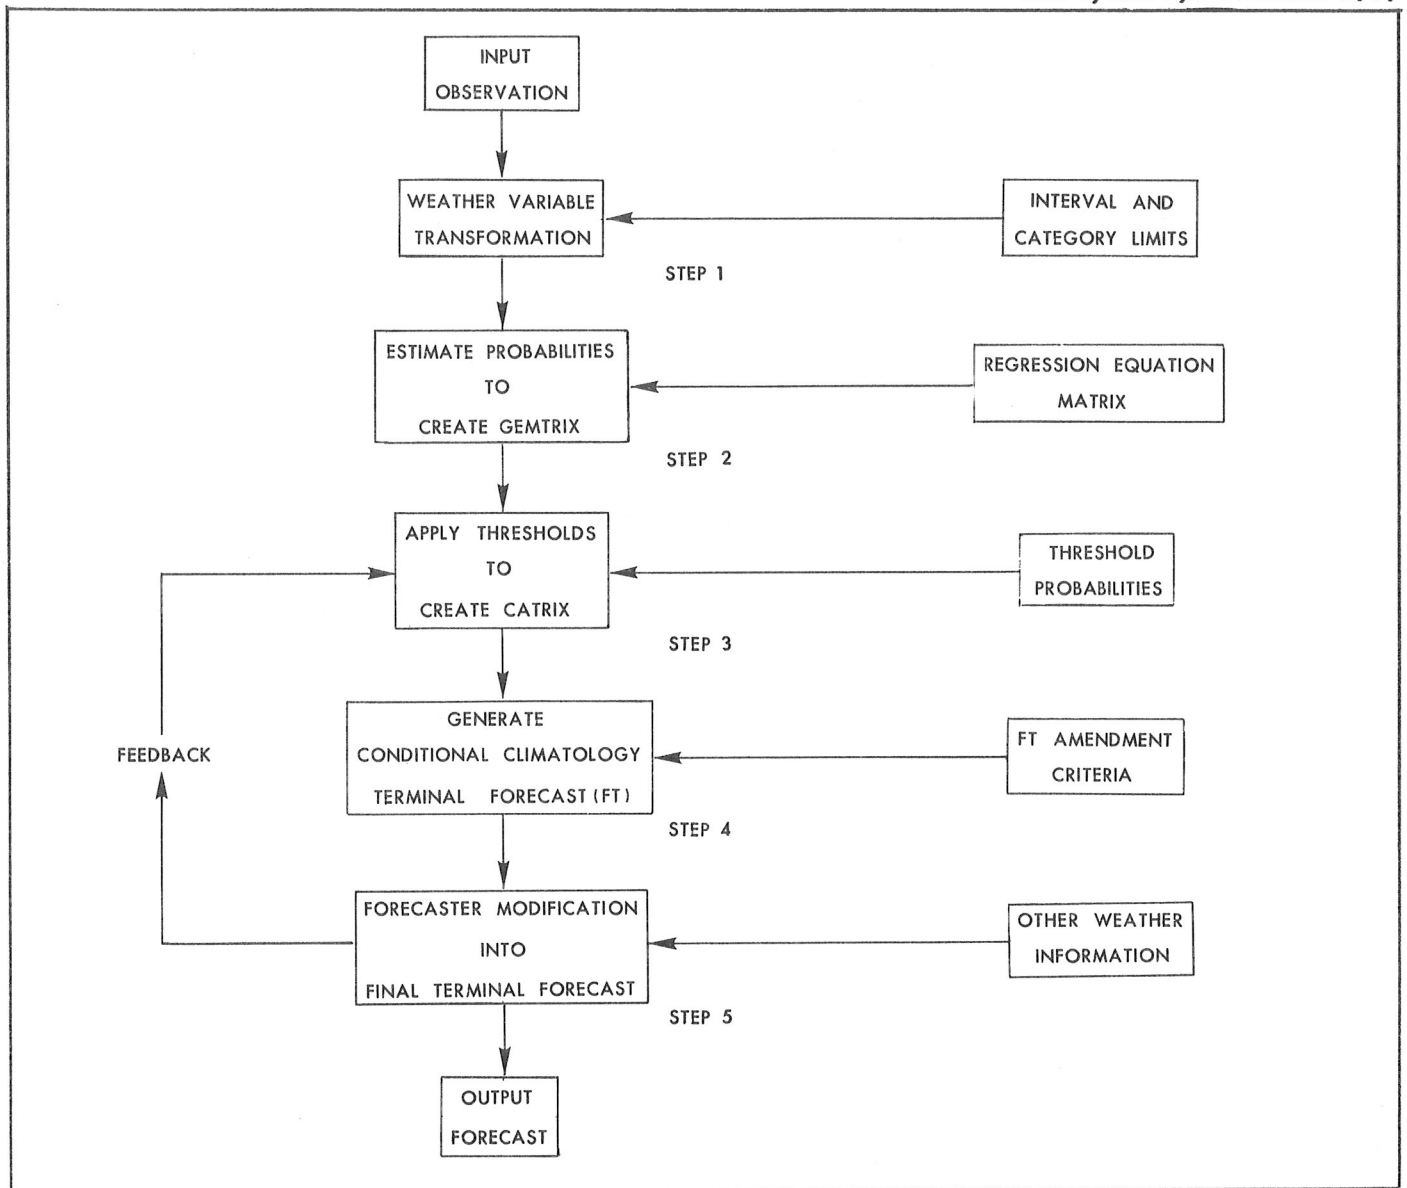 INPUT
OBSERVATION
WEATHER VARIABLE
TRANSFORMATION
INTERVAL AND
CATEGORY LIMITS
STEP 1
ESTIMATE PROBABILITIES
TO
CREATE GEMTRIX
REGRESSION EQUATION
MATRIX
STEP 2
APPLY THRESHOLDS
TO
CREATE CATRIX
THRESHOLD
PROBABILITIES
STEP 3
GENERATE
CONDITIONAL CLIMATOLOGY
TERMINAL FORECAST (FT)
FT AMENDMENT
CRITERIA
FEEDBACK
STEP 4
FORECASTER MODIFICATION
INTO
FINAL TERMINAL FORECAST
OTHER WEATHER
INFORMATION
STEP 5
OUTPUT
FORECAST